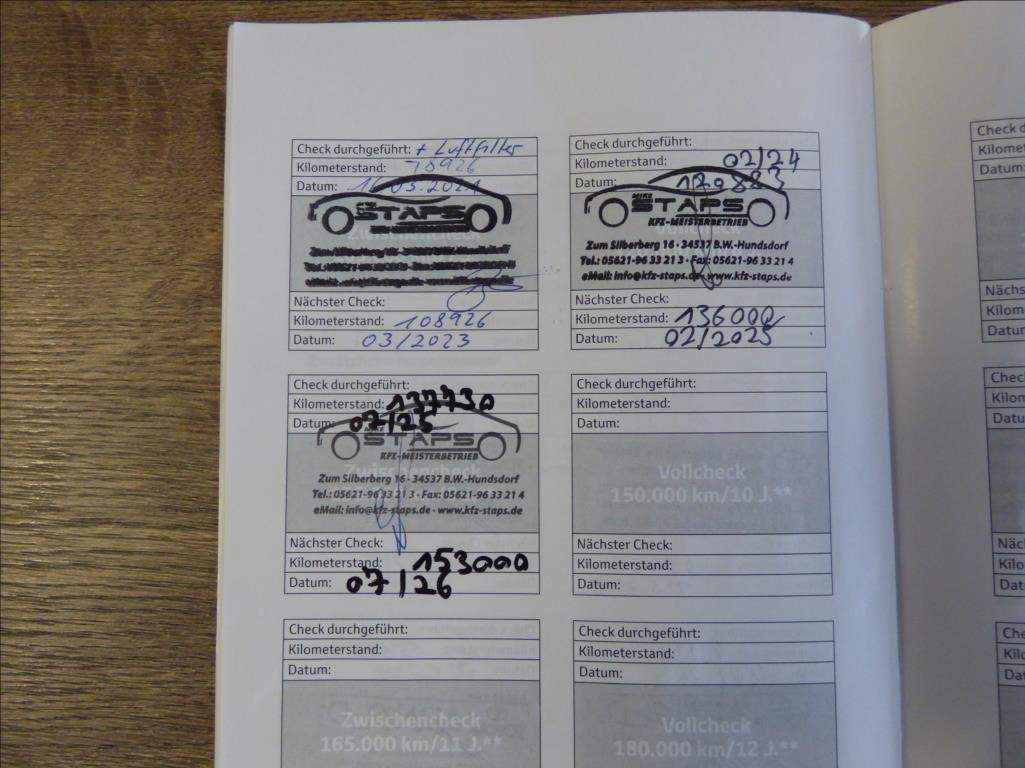 Check durchgeführt: + Luftfilter
Kilometerstand: 78926
Datum:
STAPS
Nächster Check:
Kilometerstand: 108926
Datum: 03/2023
Check durchgeführt:
Kilometerstand: 02/24
Datum: 120883
MIKE
STAPS
KFZ-MEISTERBETRIEB
Zum Silberberg 16 · 34537 B.W.-Hundsdorf
Tel.: 05621-96 33 21 3 · Fax: 05621-96 33 21 4
eMail: info@kfz-staps.de · www.kfz-staps.de
Nächster Check:
Kilometerstand: 136000
Datum: 02/2025
Check durchgeführt:
Kilometerstand: 137730
Datum: 07/25
MIKE
STAPS
KFZ-MEISTERBETRIEB
Zwischencheck
Zum Silberberg 16 · 34537 B.W.-Hundsdorf
Tel.: 05621-96 33 21 3 · Fax: 05621-96 33 21 4
eMail: info@kfz-staps.de · www.kfz-staps.de
Nächster Check:
Kilometerstand: 153000
Datum: 07/26
Check durchgeführt:
Kilometerstand:
Datum:
Vollcheck
150.000 km/10 J.**
Nächster Check:
Kilometerstand:
Datum:
Check durchgeführt:
Kilometerstand:
Datum:
Zwischencheck
165.000 km/11 J.**
Check durchgeführt:
Kilometerstand:
Datum:
Vollcheck
180.000 km/12 J.**